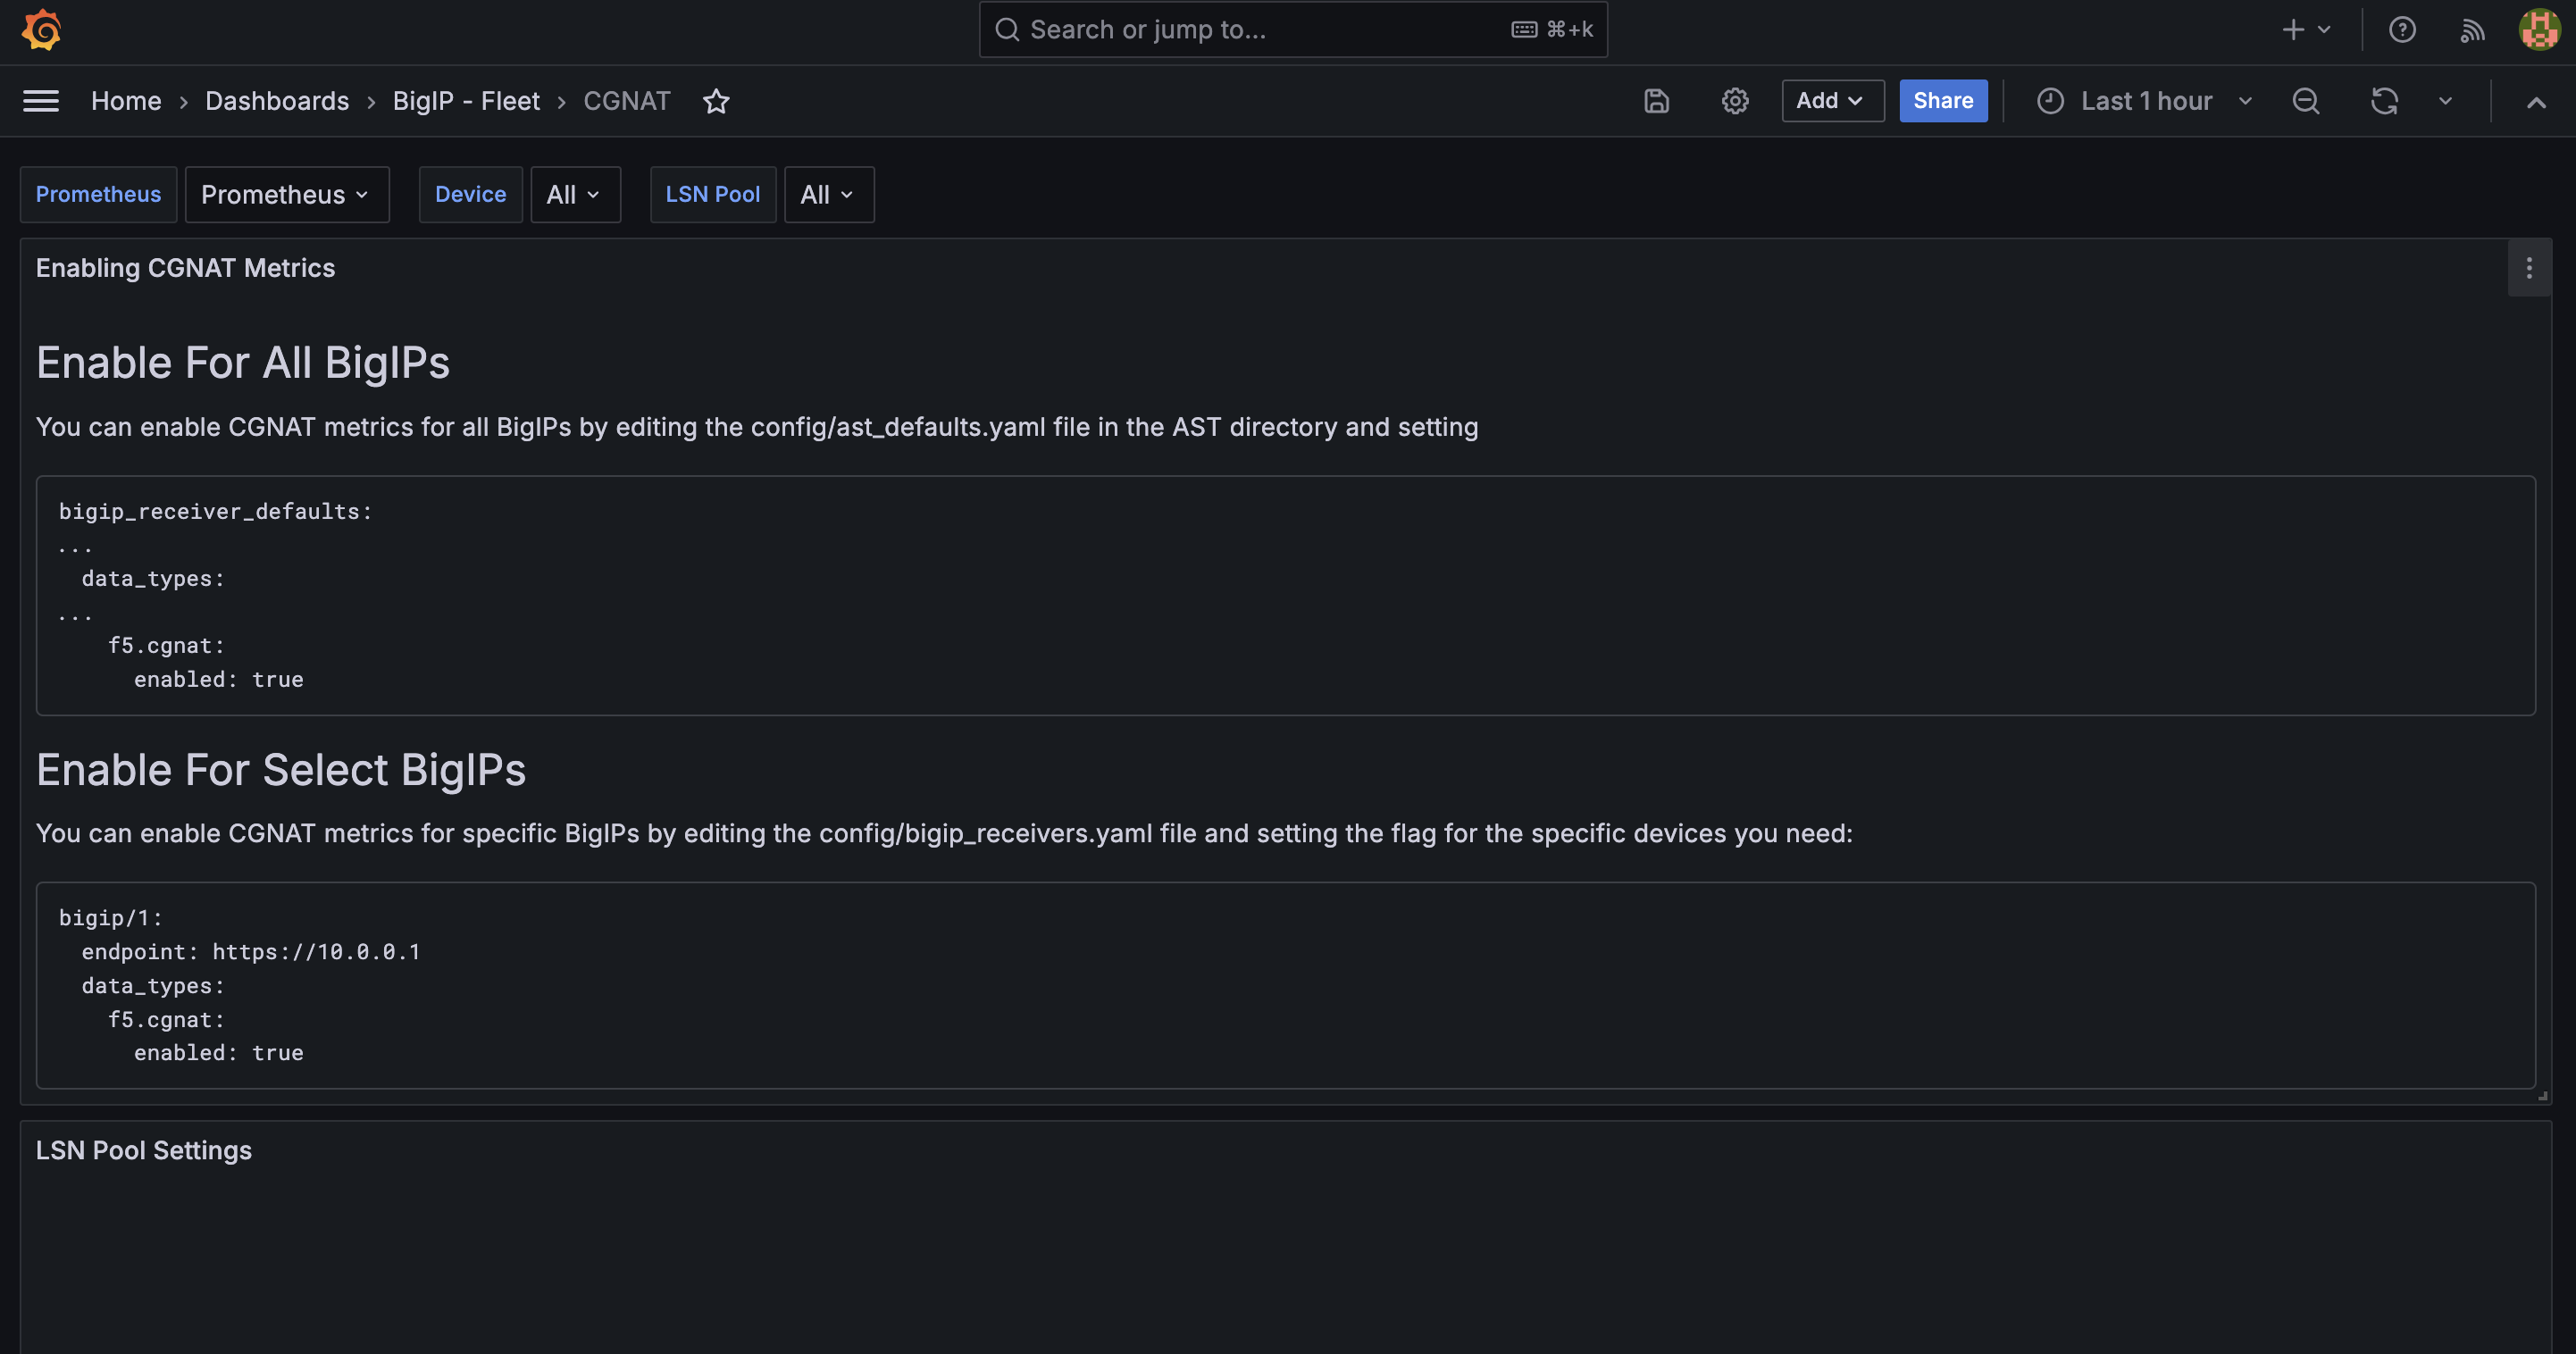 Search or jump to... ⌘+k
Home › Dashboards › BigIP - Fleet › CGNAT
Add
Share
Last 1 hour
Prometheus Prometheus Device All LSN Pool All
Enabling CGNAT Metrics
Enable For All BigIPs
You can enable CGNAT metrics for all BigIPs by editing the config/ast_defaults.yaml file in the AST directory and setting
bigip_receiver_defaults:
...
  data_types:
...
    f5.cgnat:
      enabled: true
Enable For Select BigIPs
You can enable CGNAT metrics for specific BigIPs by editing the config/bigip_receivers.yaml file and setting the flag for the specific devices you need:
bigip/1:
  endpoint: https://10.0.0.1
  data_types:
    f5.cgnat:
      enabled: true
LSN Pool Settings